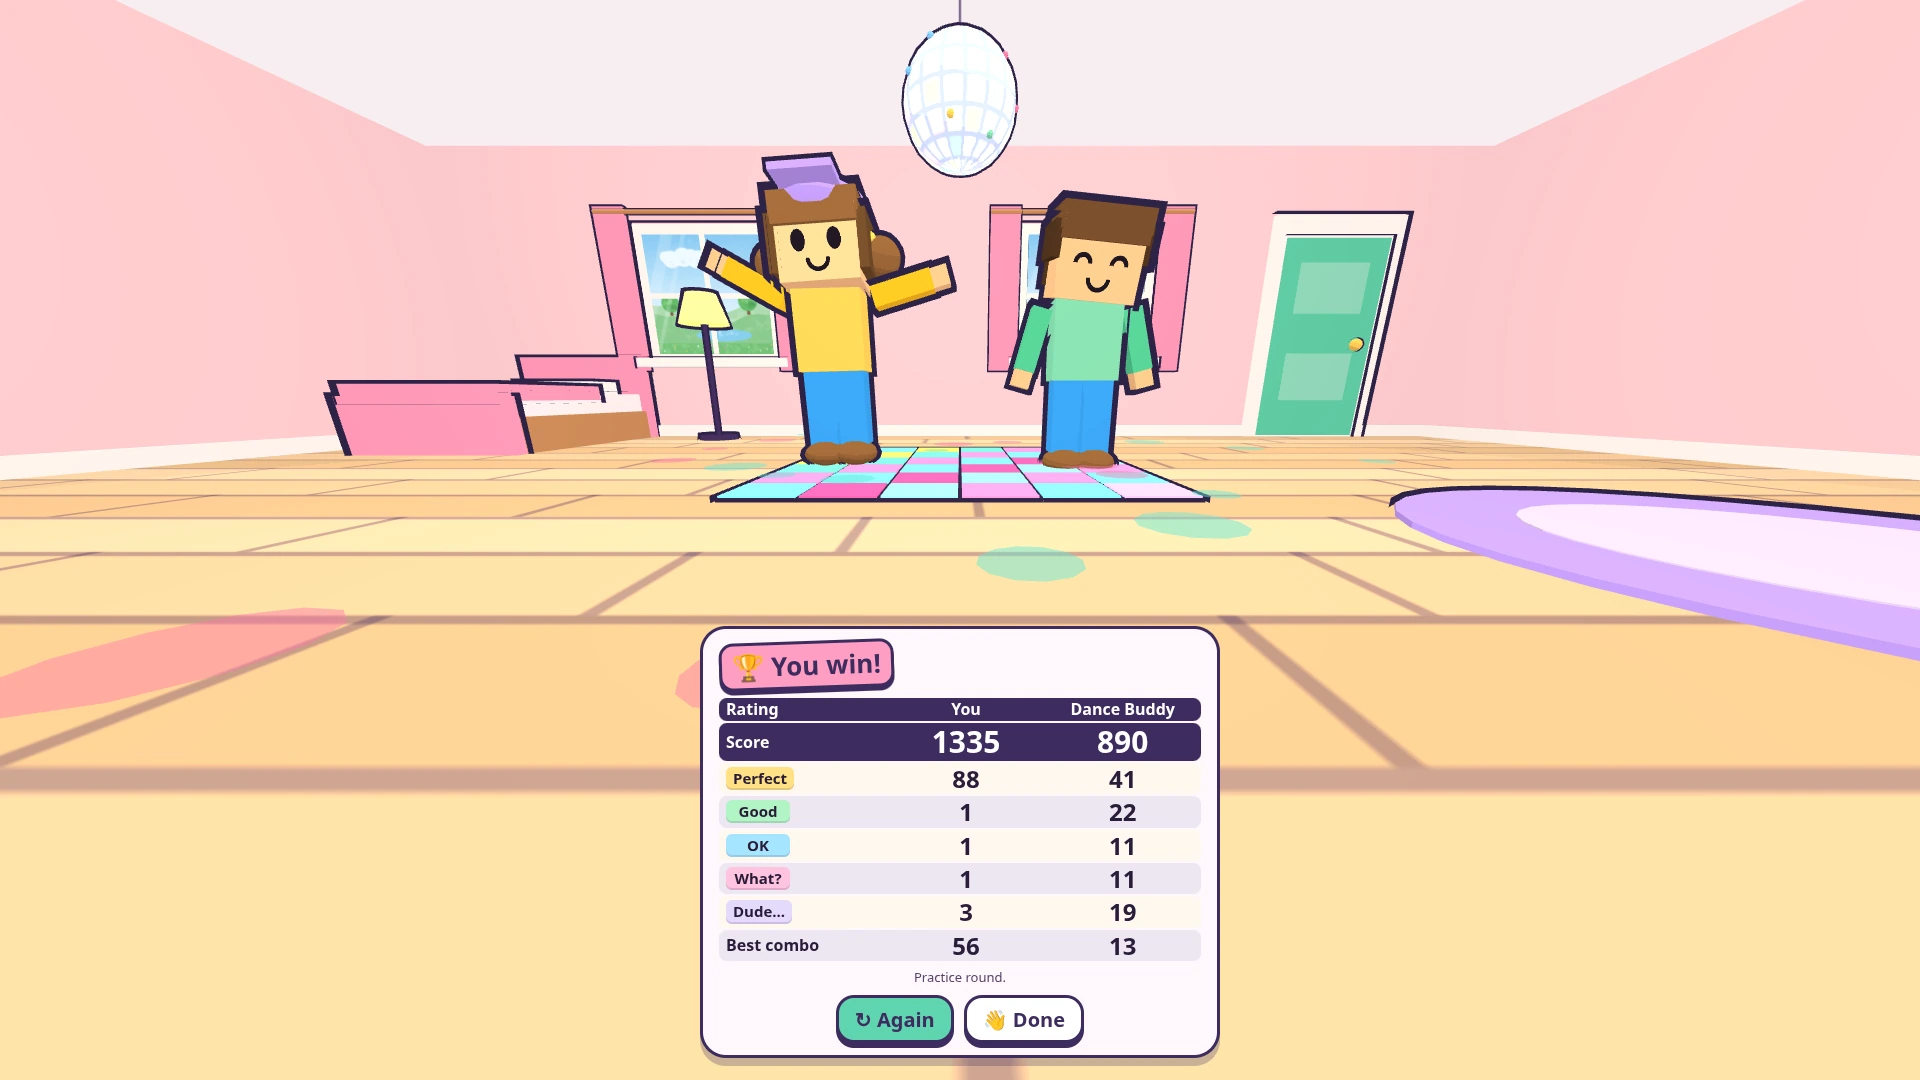 🏆 You win!
Rating You Dance Buddy
Score 1335 890
Perfect 88 41
Good 1 22
OK 1 11
What? 1 11
Dude... 3 19
Best combo 56 13
Practice round.
↻ Again 👋 Done